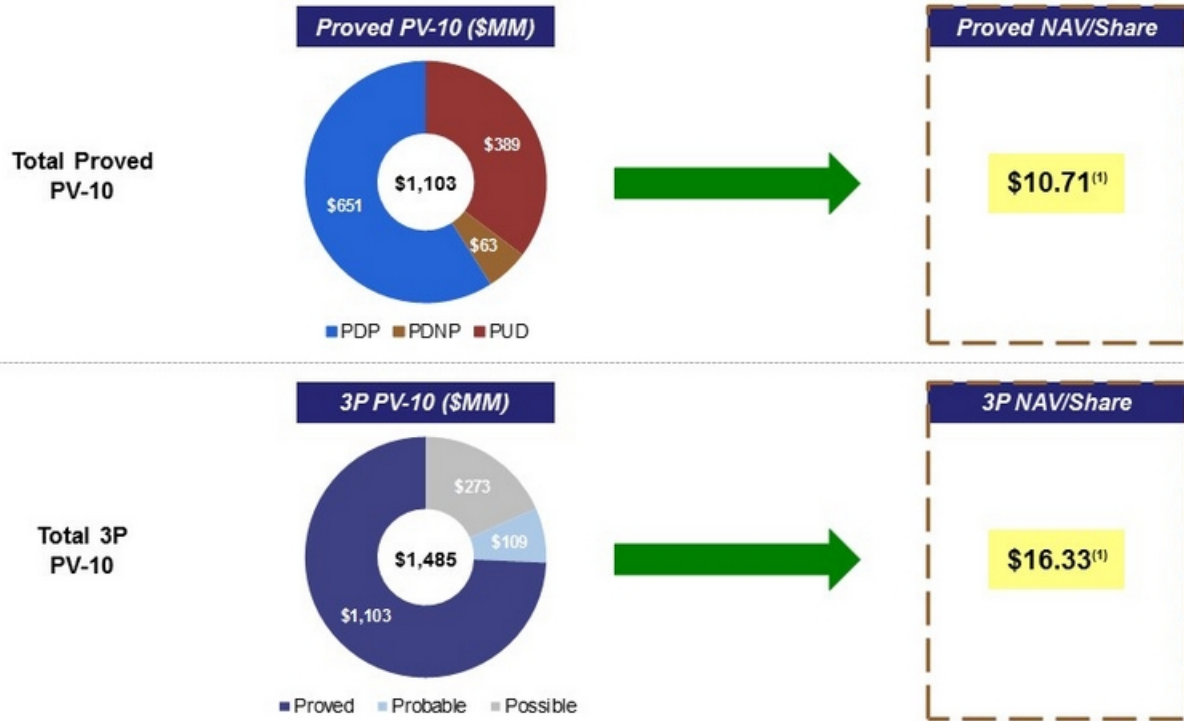 Proved PV-10 ($MM)
Proved NAV/Share
Total Proved
PV-10
$389
$1,103
$651
$63
$10.71(1)
PDP PDNP PUD
3P PV-10 ($MM)
3P NAV/Share
Total 3P
PV-10
$273
$109
$1,485
$1,103
$16.33(1)
Proved Probable Possible